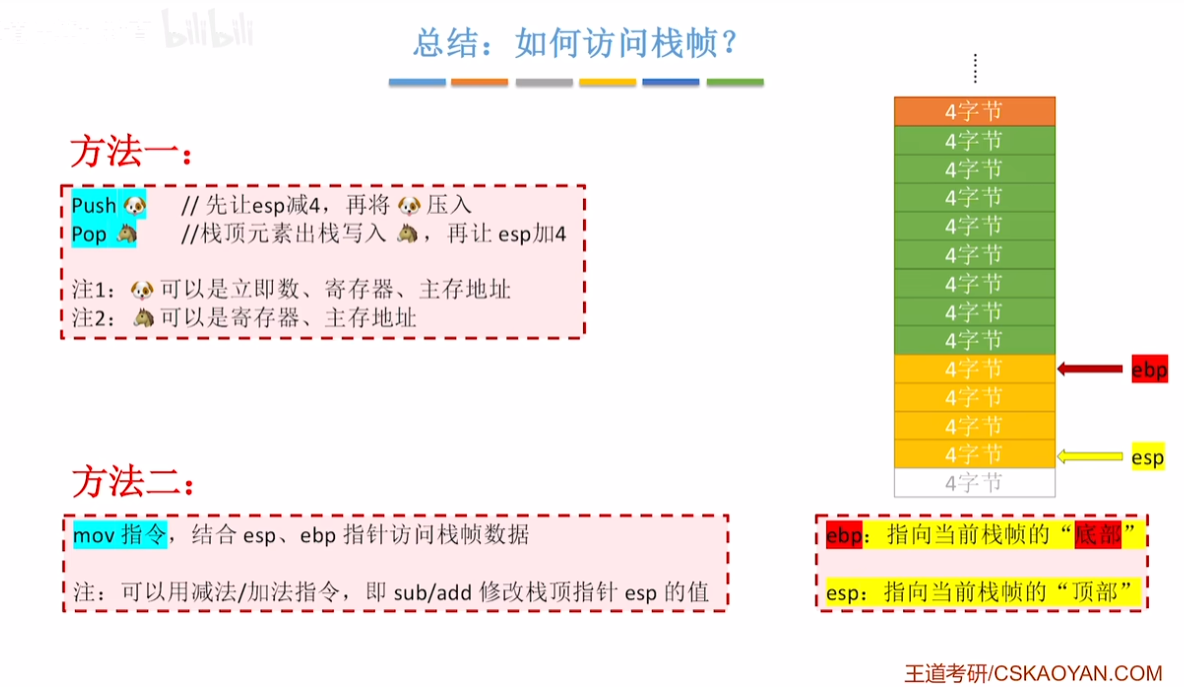 bilibili
总结：如何访问栈帧？
方法一：
Push 🐶 // 先让esp减4，再将 🐶 压入
Pop 🐴 //栈顶元素出栈写入 🐴 ，再让 esp加4
注1： 🐶 可以是立即数、寄存器、主存地址
注2： 🐴 可以是寄存器、主存地址
方法二：
mov 指令，结合 esp、ebp 指针访问栈帧数据
注：可以用减法/加法指令，即 sub/add 修改栈顶指针 esp 的值
4字节
4字节
4字节
4字节
4字节
4字节
4字节
4字节
4字节
4字节
ebp
4字节
4字节
4字节
esp
4字节
ebp：指向当前栈帧的“底部”
esp：指向当前栈帧的“顶部”
王道考研/CSKAOYAN.COM